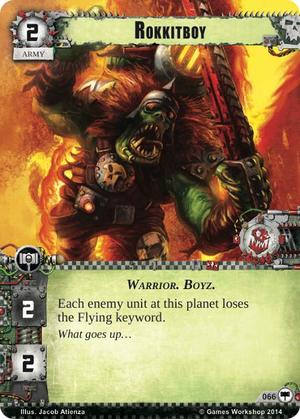 2
ARMY
ROKKITBOY
WARRIOR. BOYZ.
2
Each enemy unit at this planet loses
the Flying keyword.
What goes up...
2
066
Illus. Jacob Atienza
© Games Workshop 2014